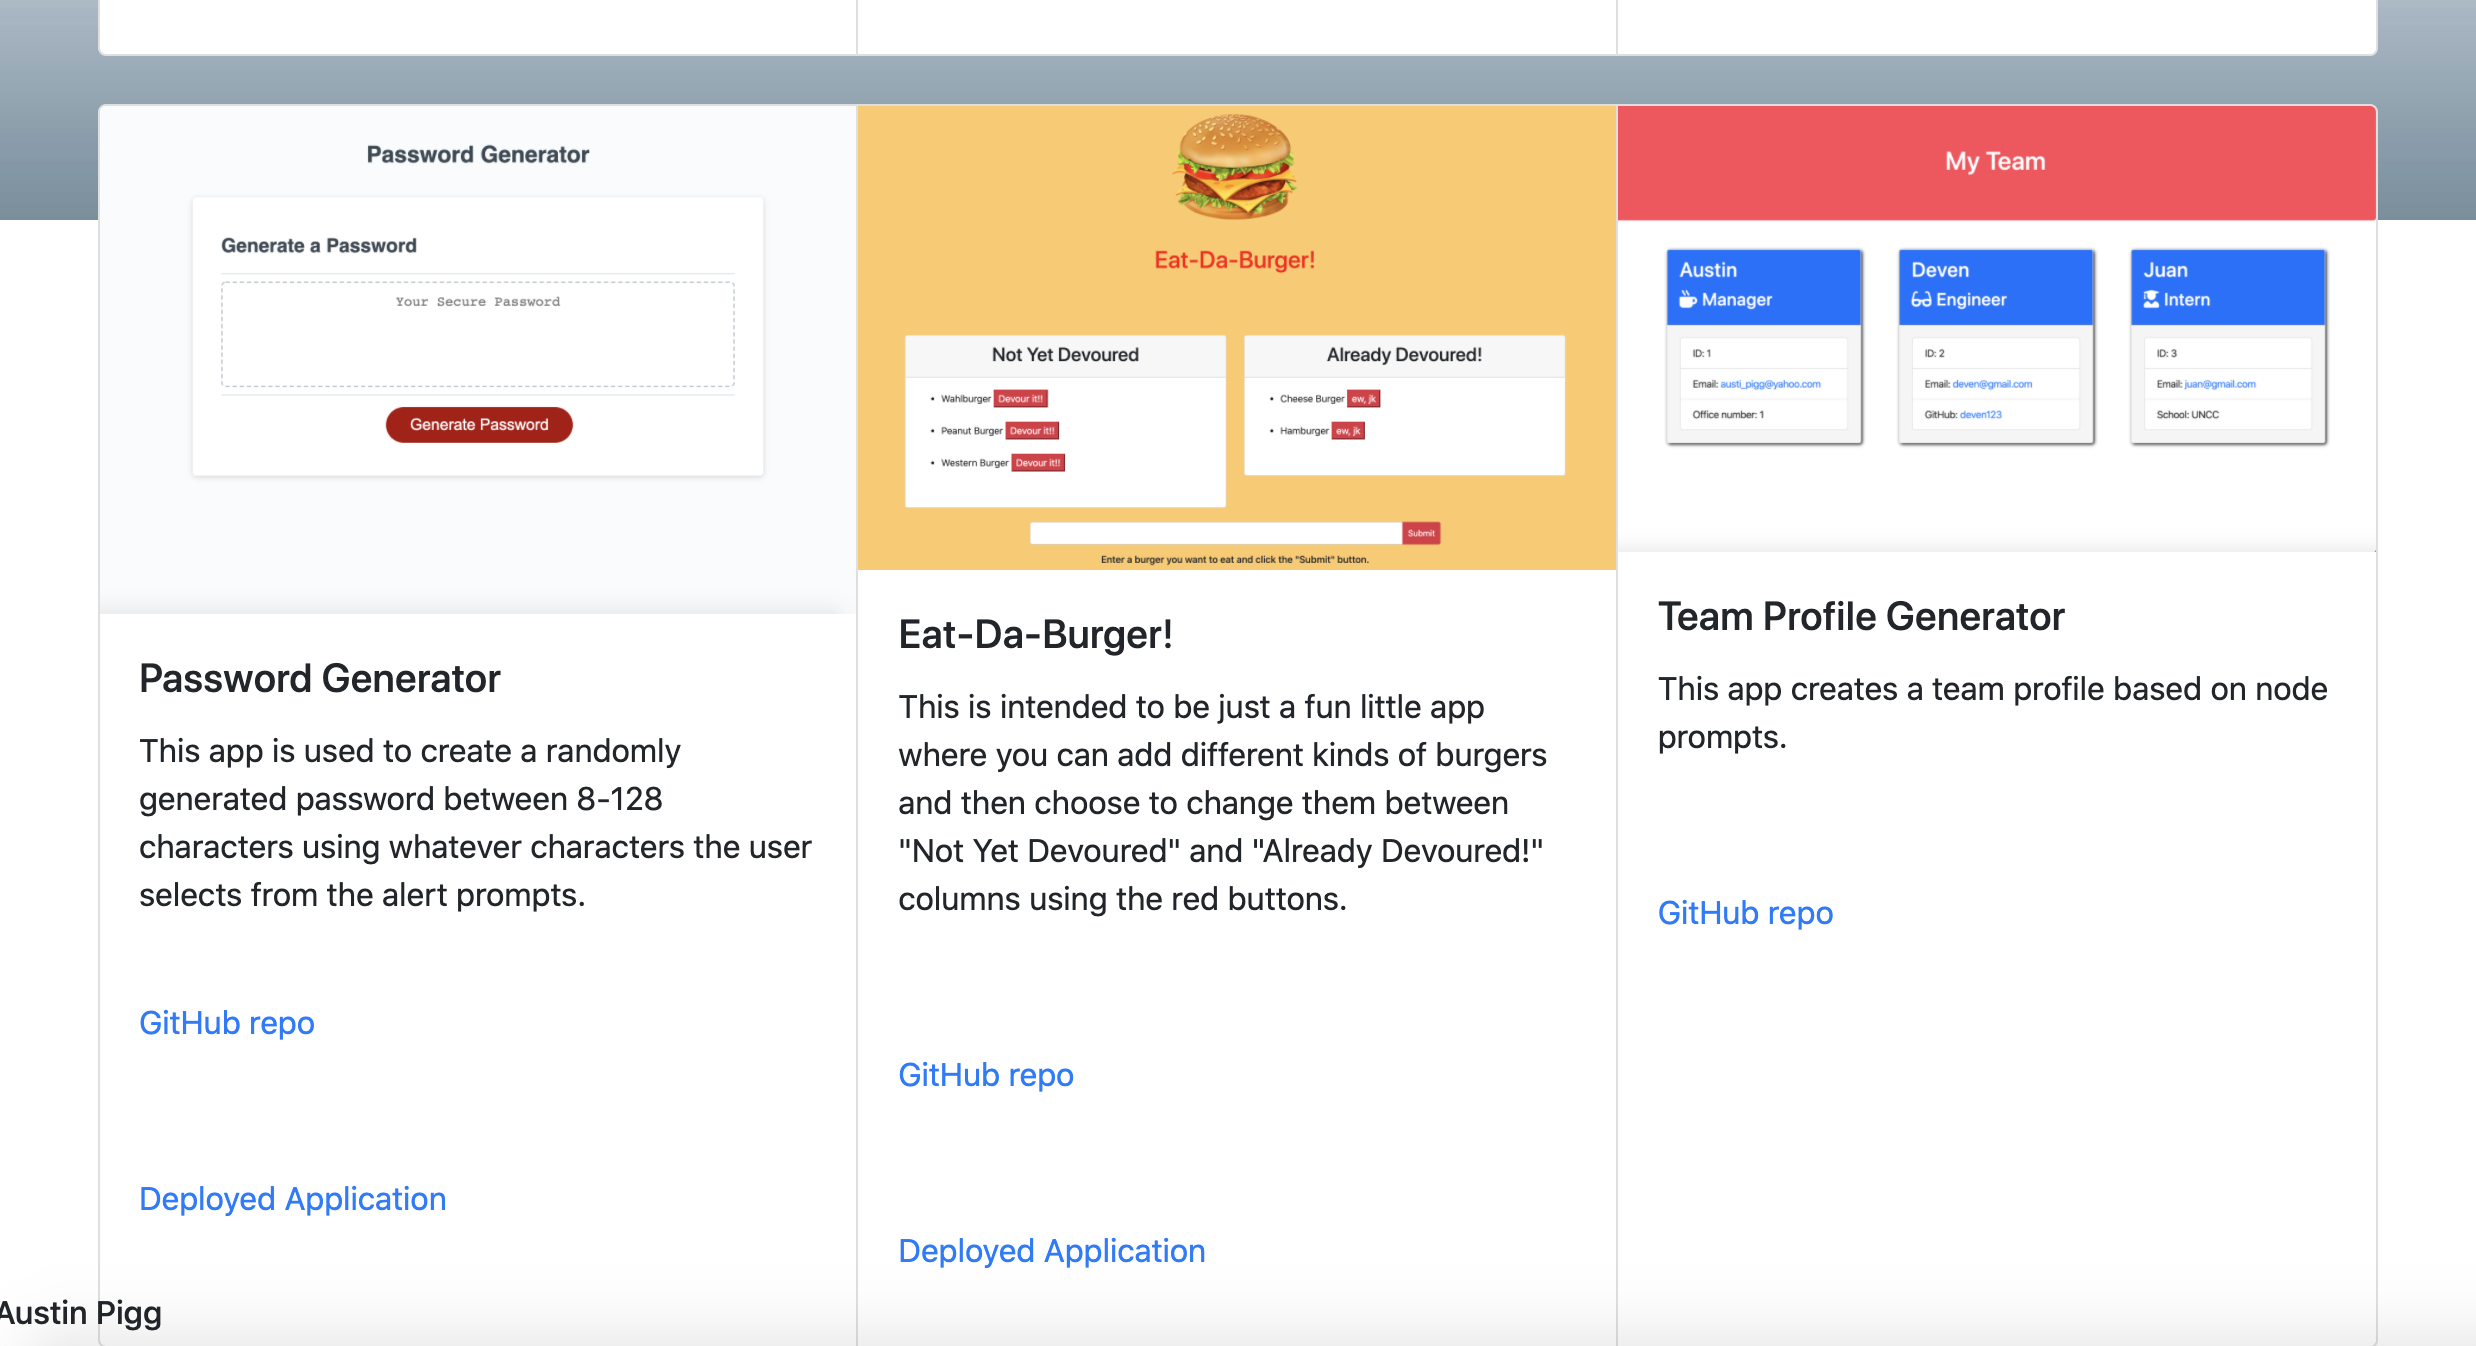 Password Generator
Generate a Password
Your Secure Password
Generate Password
Password Generator
This app is used to create a randomly
generated password between 8-128
characters using whatever characters the user
selects from the alert prompts.
GitHub repo
Deployed Application
Eat-Da-Burger!
Not Yet Devoured
Wahlburger Devour it!!
Peanut Burger Devour it!!
Western Burger Devour it!!
Already Devoured!
Cheese Burger ew, jk
Hamburger ew, jk
Submit
Enter a burger you want to eat and click the "Submit" button.
Eat-Da-Burger!
This is intended to be just a fun little app
where you can add different kinds of burgers
and then choose to change them between
"Not Yet Devoured" and "Already Devoured!"
columns using the red buttons.
GitHub repo
Deployed Application
My Team
Austin
Manager
ID: 1
Email: austi_pigg@yahoo.com
Office number: 1
Deven
Engineer
ID: 2
Email: deven@gmail.com
GitHub: deven123
Juan
Intern
ID: 3
Email: juan@gmail.com
School: UNCC
Team Profile Generator
This app creates a team profile based on node
prompts.
GitHub repo
Austin Pigg